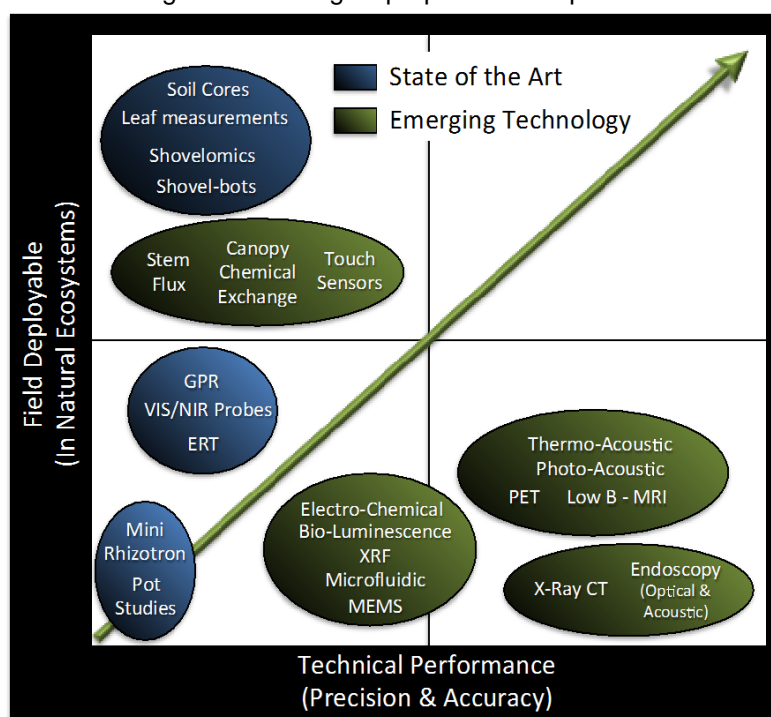 State of the Art
Emerging Technology
Soil Cores
Leaf measurements
Shovelomics
Shovel-bots
Stem
Flux
Canopy
Chemical
Exchange
Touch
Sensors
GPR
VIS/NIR Probes
ERT
Mini
Rhizotron
Pot
Studies
Electro-Chemical
Bio-Luminescence
XRF
Microfluidic
MEMS
Thermo-Acoustic
Photo-Acoustic
PET Low B - MRI
X-Ray CT
Endoscopy
(Optical &
Acoustic)
Field Deployable
(In Natural Ecosystems)
Technical Performance
(Precision & Accuracy)